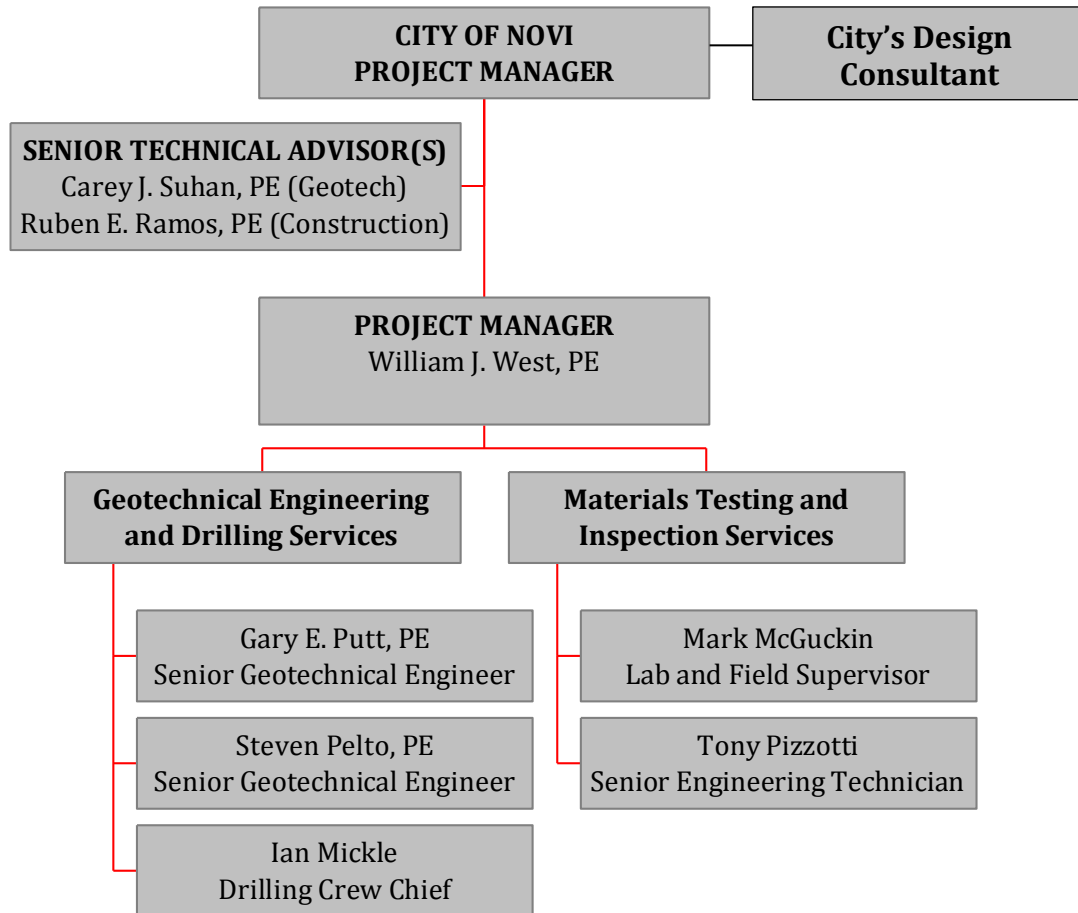 CITY OF NOVI
PROJECT MANAGER
City’s Design
Consultant
SENIOR TECHNICAL ADVISOR(S)
Carey J. Suhan, PE (Geotech)
Ruben E. Ramos, PE (Construction)
PROJECT MANAGER
William J. West, PE
Geotechnical Engineering
and Drilling Services
Gary E. Putt, PE
Senior Geotechnical Engineer
Steven Pelto, PE
Senior Geotechnical Engineer
Ian Mickle
Drilling Crew Chief
Materials Testing and
Inspection Services
Mark McGuckin
Lab and Field Supervisor
Tony Pizzotti
Senior Engineering Technician